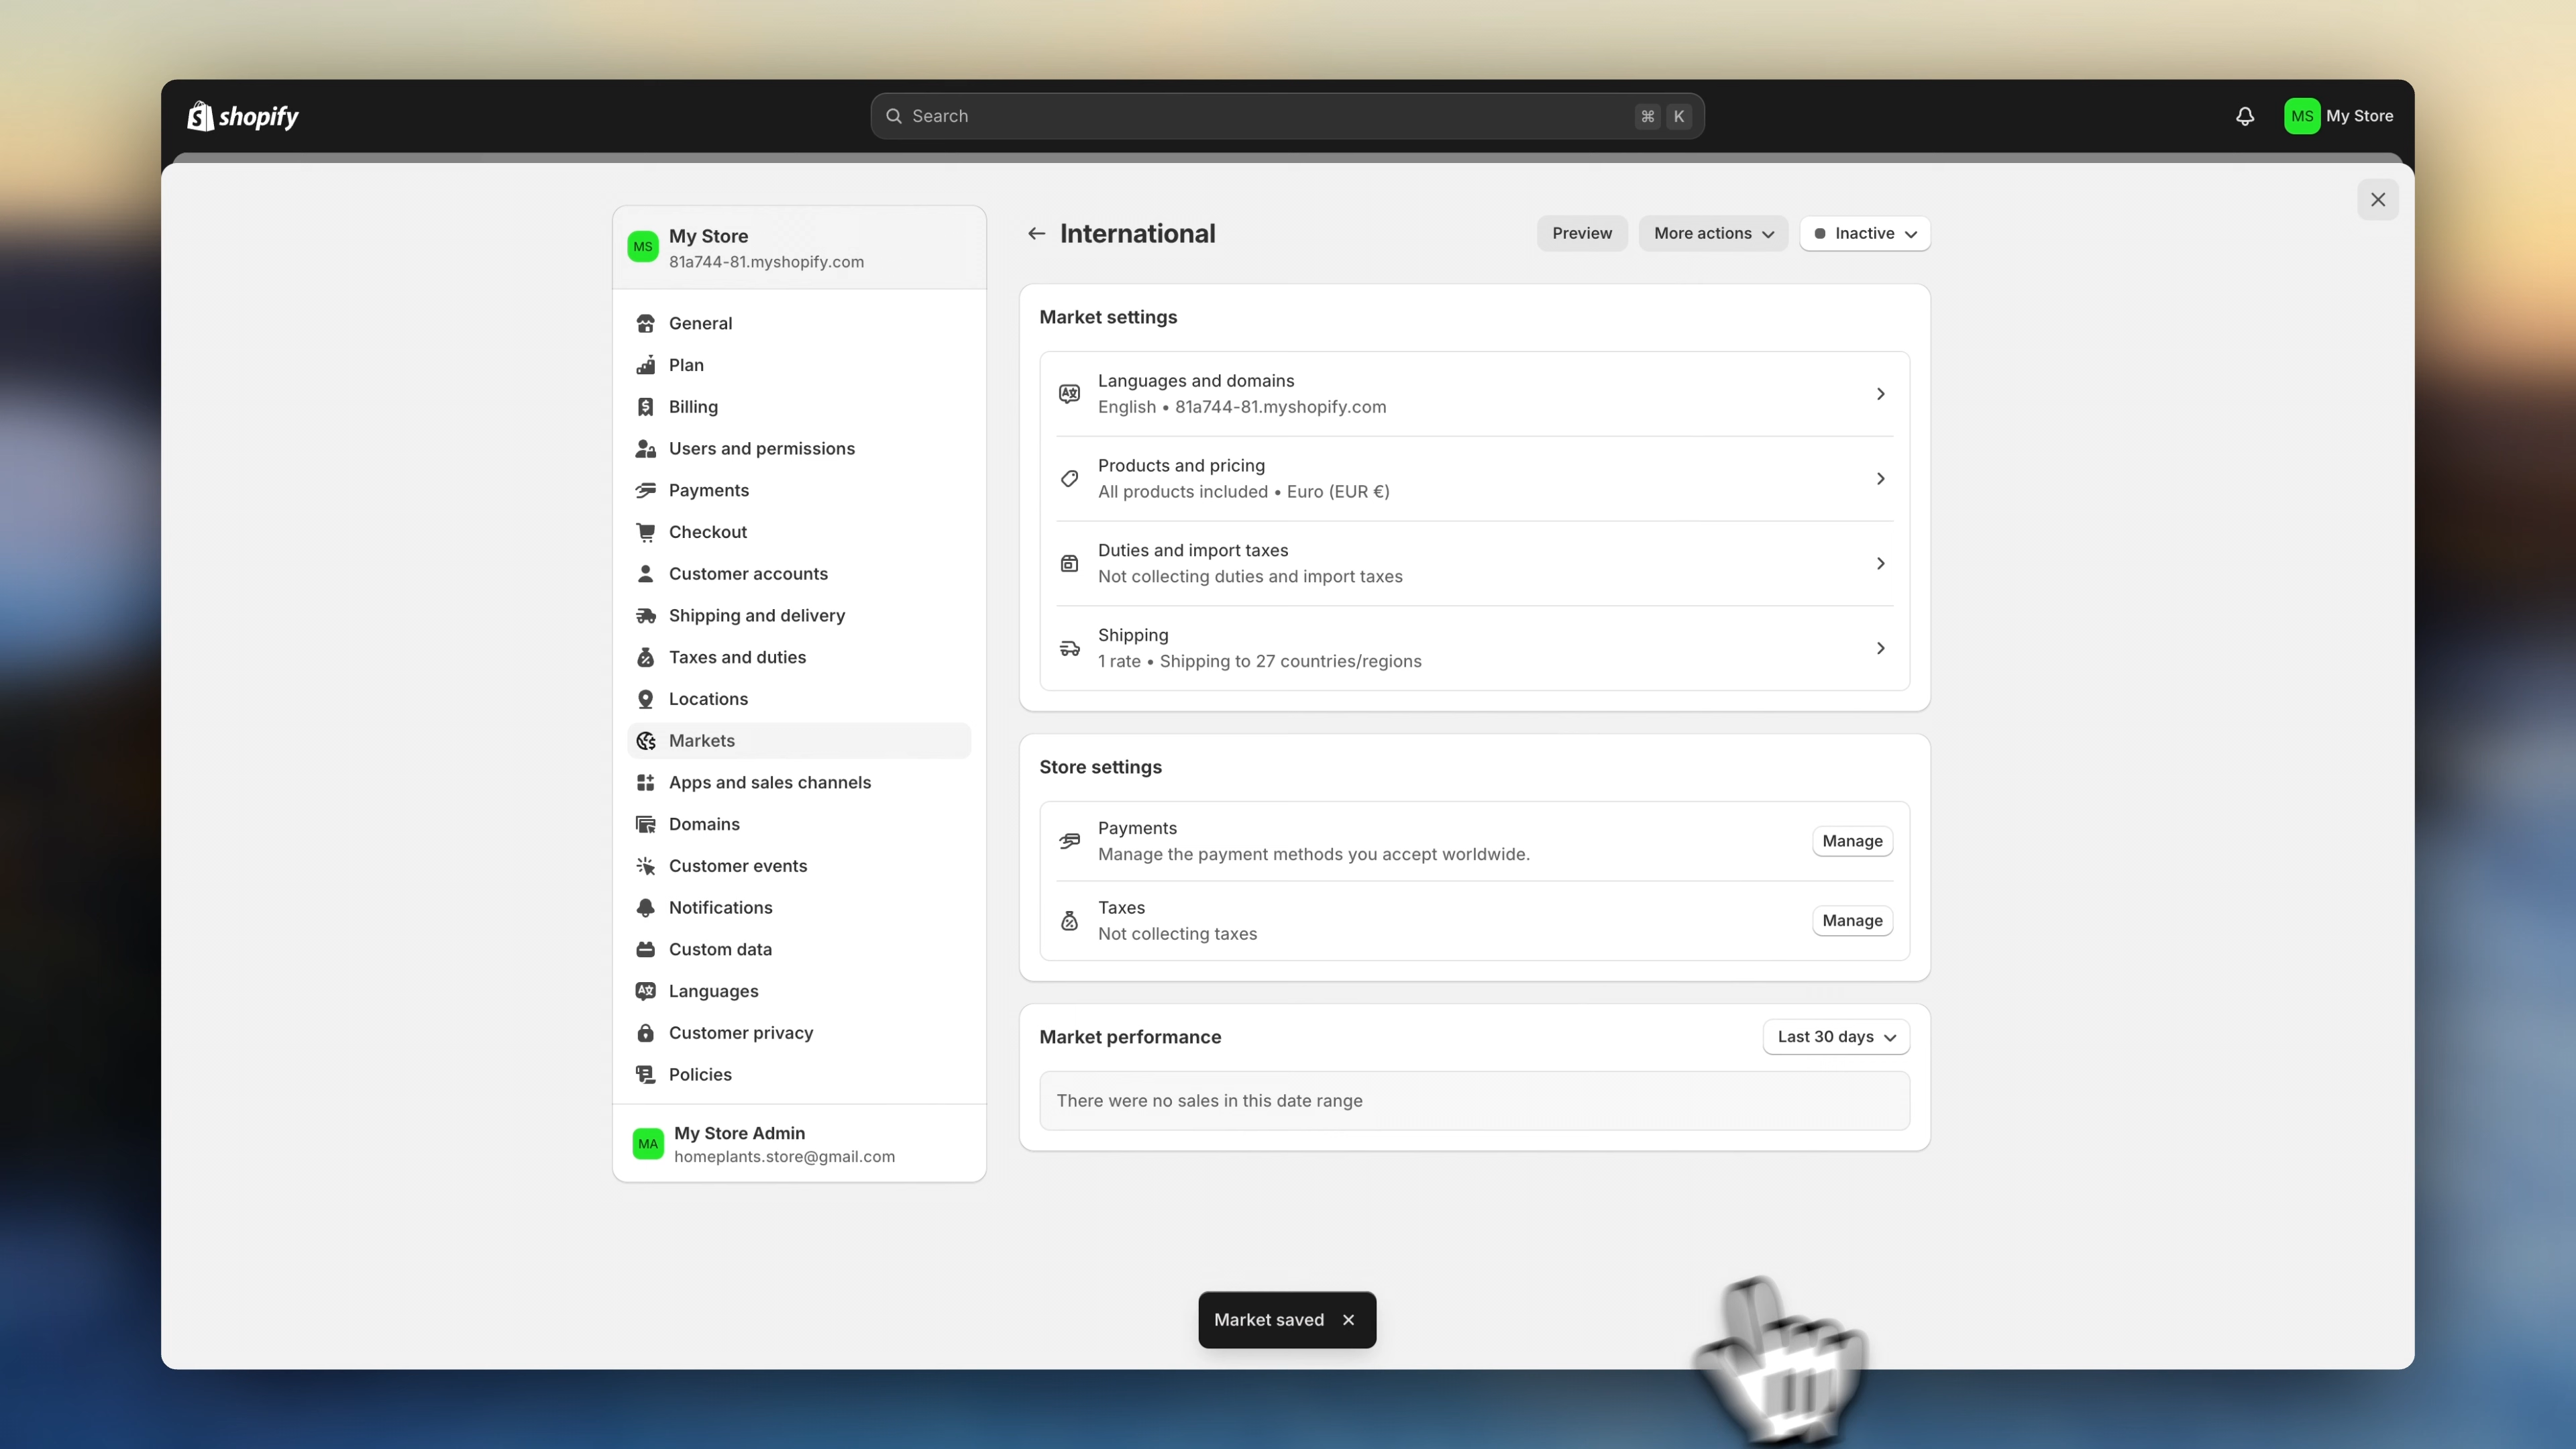 shopify
Search
⌘ K
MS My Store
MS
My Store
81a744-81.myshopify.com
General
Plan
Billing
Users and permissions
Payments
Checkout
Customer accounts
Shipping and delivery
Taxes and duties
Locations
Markets
Apps and sales channels
Domains
Customer events
Notifications
Custom data
Languages
Customer privacy
Policies
MA
My Store Admin
homeplants.store@gmail.com
International
Preview
More actions
Inactive
Market settings
Languages and domains
English • 81a744-81.myshopify.com
Products and pricing
All products included • Euro (EUR €)
Duties and import taxes
Not collecting duties and import taxes
Shipping
1 rate • Shipping to 27 countries/regions
Store settings
Payments
Manage the payment methods you accept worldwide.
Manage
Taxes
Not collecting taxes
Manage
Market performance
Last 30 days
There were no sales in this date range
Market saved